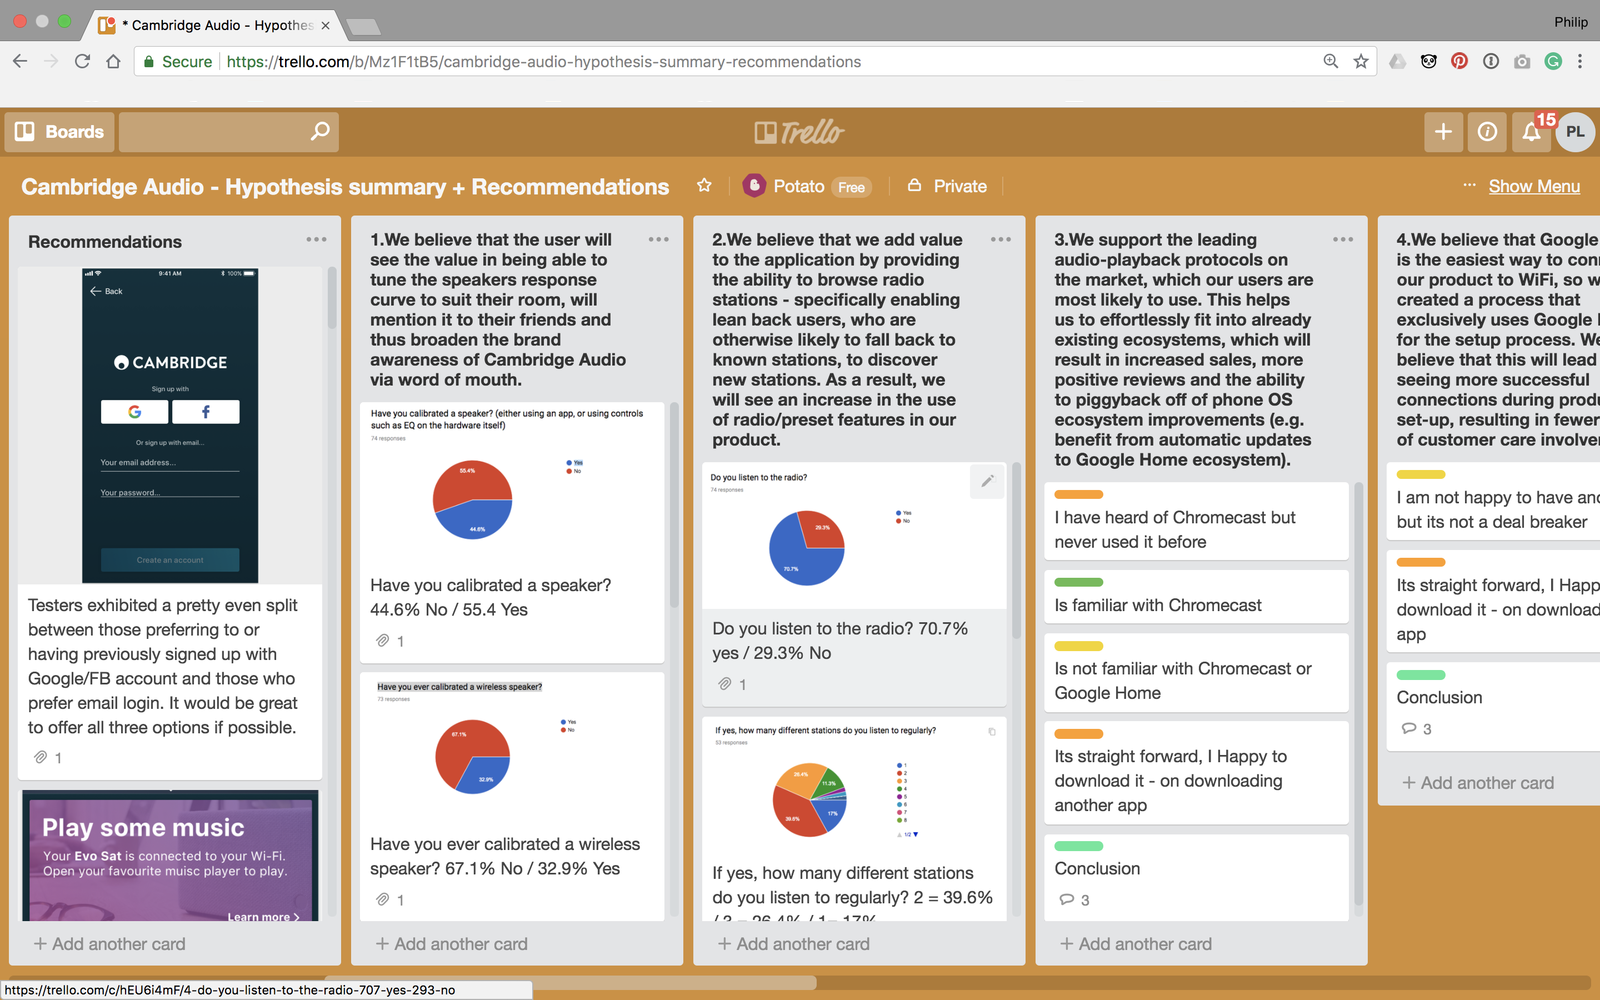 * Cambridge Audio - Hypothes
Philip
Secure
https://trello.com/b/Mz1F1tB5/cambridge-audio-hypothesis-summary-recommendations
Boards
Trello
15
PL
Cambridge Audio - Hypothesis summary + Recommendations
Potato
Free
Private
Show Menu
Recommendations
9:41 AM
100%
Back
CAMBRIDGE
Sign up with
G
f
Or sign up with email...
Your email address...
Your password...
Create an account
Testers exhibited a pretty even split
between those preferring to or
having previously signed up with
Google/FB account and those who
prefer email login. It would be great
to offer all three options if possible.
1
Play some music
Your Evo Sat is connected to your Wi-Fi.
Open your favourite muisc player to play.
Learn more >
+ Add another card
1.We believe that the user will
see the value in being able to
tune the speakers response
curve to suit their room, will
mention it to their friends and
thus broaden the brand
awareness of Cambridge Audio
via word of mouth.
Have you calibrated a speaker? (either using an app, or using controls
such as EQ on the hardware itself)
74 responses
55.4%
44.6%
Yes
No
Have you calibrated a speaker?
44.6% No / 55.4 Yes
1
Have you ever calibrated a wireless speaker?
73 responses
67.1%
32.9%
Yes
No
Have you ever calibrated a wireless
speaker? 67.1% No / 32.9% Yes
1
+ Add another card
2.We believe that we add value
to the application by providing
the ability to browse radio
stations - specifically enabling
lean back users, who are
otherwise likely to fall back to
known stations, to discover
new stations. As a result, we
will see an increase in the use
of radio/preset features in our
product.
Do you listen to the radio?
74 responses
29.3%
70.7%
Yes
No
Do you listen to the radio? 70.7%
yes / 29.3% No
1
If yes, how many different stations do you listen to regularly?
53 responses
26.4%
11.3%
39.6%
17%
1
2
3
4
5
6
7
8
1/2
If yes, how many different stations
do you listen to regularly? 2 = 39.6%
/ 3 = 26.4% / 1= 17%
+ Add another card
3.We support the leading
audio-playback protocols on
the market, which our users are
most likely to use. This helps
us to effortlessly fit into already
existing ecosystems, which will
result in increased sales, more
positive reviews and the ability
to piggyback off of phone OS
ecosystem improvements (e.g.
benefit from automatic updates
to Google Home ecosystem).
I have heard of Chromecast but
never used it before
Is familiar with Chromecast
Is not familiar with Chromecast or
Google Home
Its straight forward, I Happy to
download it - on downloading
another app
Conclusion
3
+ Add another card
4.We believe that Google
is the easiest way to con
our product to WiFi, so w
created a process that
exclusively uses Google
for the setup process. We
believe that this will lead
seeing more successful
connections during produ
set-up, resulting in fewer
of customer care involve
I am not happy to have an
but its not a deal breaker
Its straight forward, I Happ
download it - on download
app
Conclusion
3
+ Add another card
https://trello.com/c/hEU6i4mF/4-do-you-listen-to-the-radio-707-yes-293-no